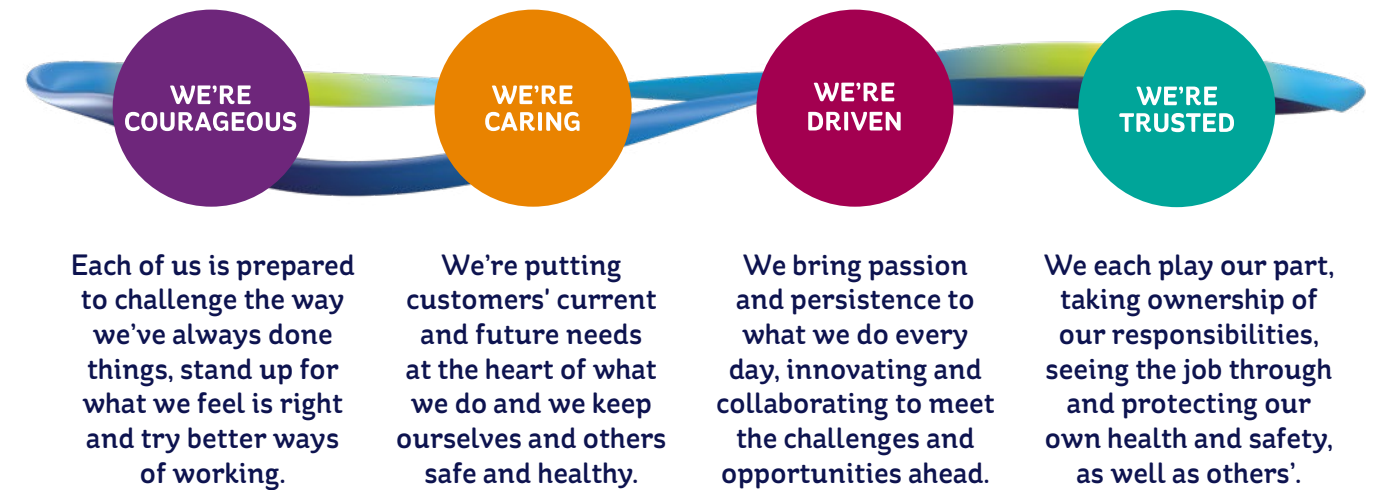 WE'RE
COURAGEOUS
WE'RE
CARING
WE'RE
DRIVEN
WE'RE
TRUSTED
Each of us is prepared
to challenge the way
we've always done
things, stand up for
what we feel is right
and try better ways
of working.
We're putting
customers' current
and future needs
at the heart of what
we do and we keep
ourselves and others
safe and healthy.
We bring passion
and persistence to
what we do every
day, innovating and
collaborating to meet
the challenges and
opportunities ahead.
We each play our part,
taking ownership of
our responsibilities,
seeing the job through
and protecting our
own health and safety,
as well as others'.